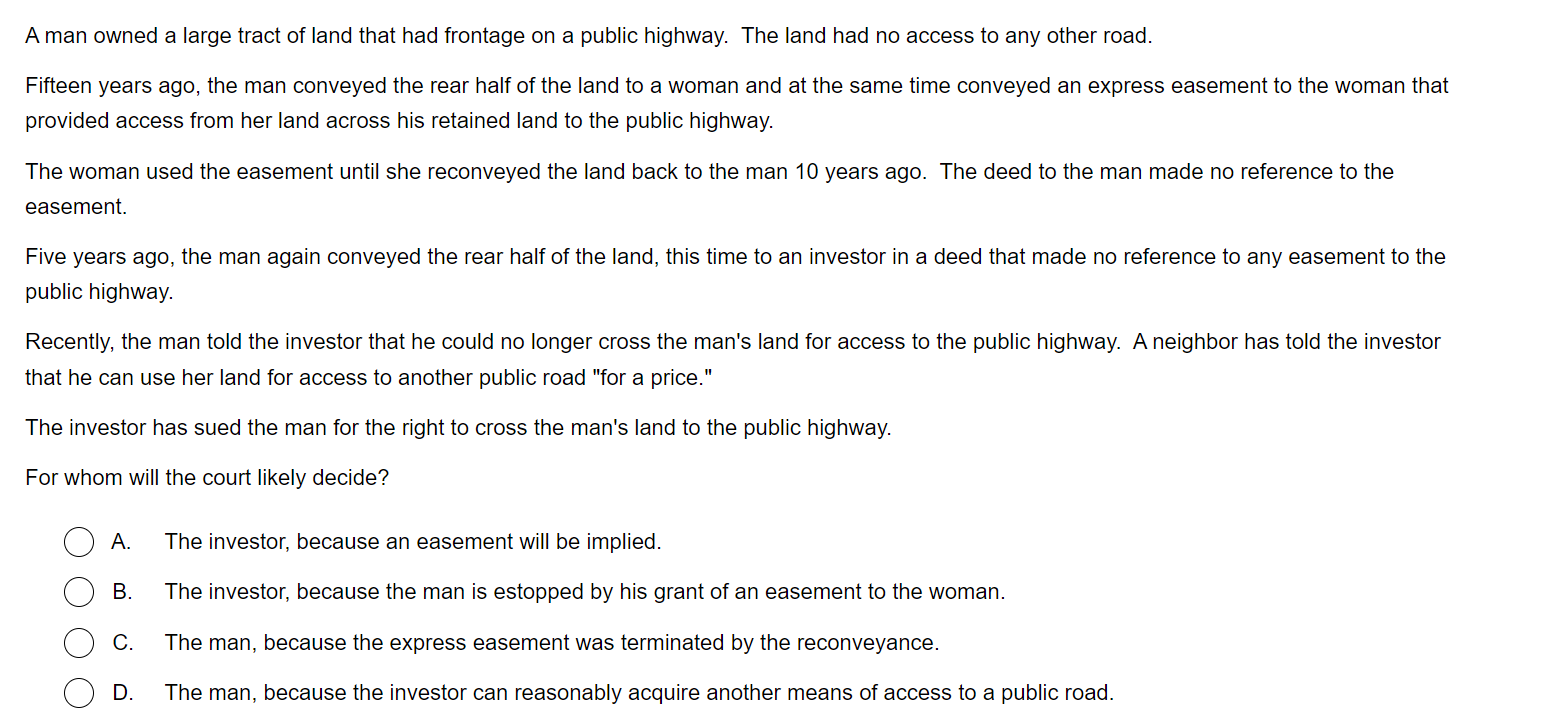 A man owned a large tract of land that had frontage on a public highway.  The land had no access to any other road.
Fifteen years ago, the man conveyed the rear half of the land to a woman and at the same time conveyed an express easement to the woman that
provided access from her land across his retained land to the public highway.
The woman used the easement until she reconveyed the land back to the man 10 years ago.  The deed to the man made no reference to the
easement.
Five years ago, the man again conveyed the rear half of the land, this time to an investor in a deed that made no reference to any easement to the
public highway.
Recently, the man told the investor that he could no longer cross the man's land for access to the public highway.  A neighbor has told the investor
that he can use her land for access to another public road "for a price."
The investor has sued the man for the right to cross the man's land to the public highway.
For whom will the court likely decide?
A. The investor, because an easement will be implied.
B. The investor, because the man is estopped by his grant of an easement to the woman.
C. The man, because the express easement was terminated by the reconveyance.
D. The man, because the investor can reasonably acquire another means of access to a public road.